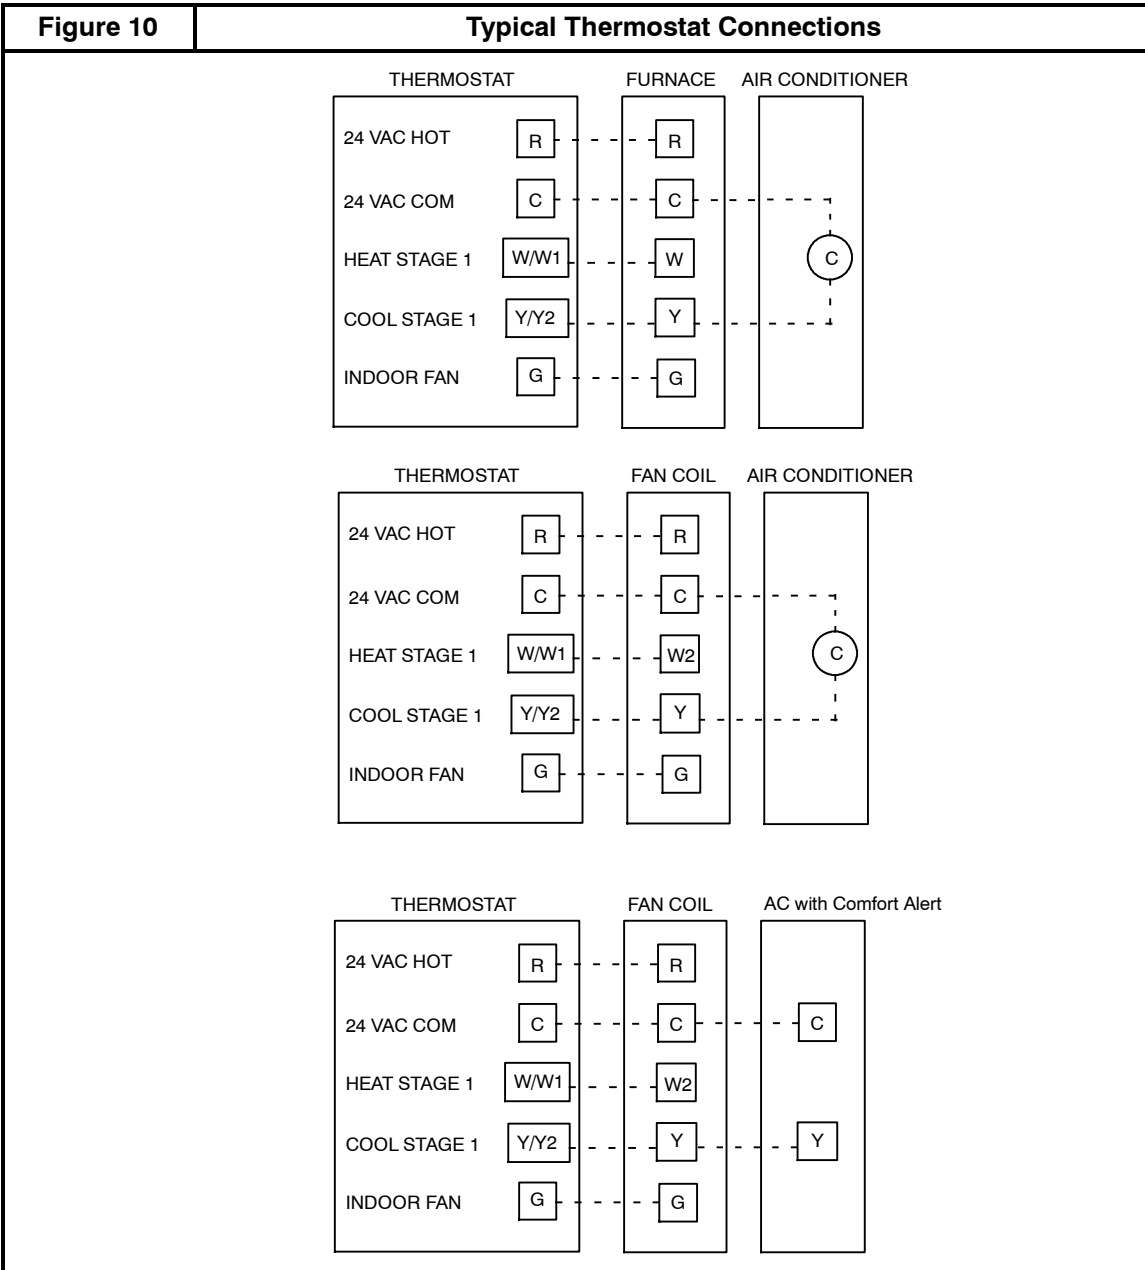 Figure 10 Typical Thermostat Connections
THERMOSTAT FURNACE AIR CONDITIONER
24 VAC HOT R R
24 VAC COM C C
HEAT STAGE 1 W/W1 W C
COOL STAGE 1 Y/Y2 Y
INDOOR FAN G G
THERMOSTAT FAN COIL AIR CONDITIONER
24 VAC HOT R R
24 VAC COM C C
HEAT STAGE 1 W/W1 W2 C
COOL STAGE 1 Y/Y2 Y
INDOOR FAN G G
THERMOSTAT FAN COIL AC with Comfort Alert
24 VAC HOT R R
24 VAC COM C C C
HEAT STAGE 1 W/W1 W2
COOL STAGE 1 Y/Y2 Y Y
INDOOR FAN G G